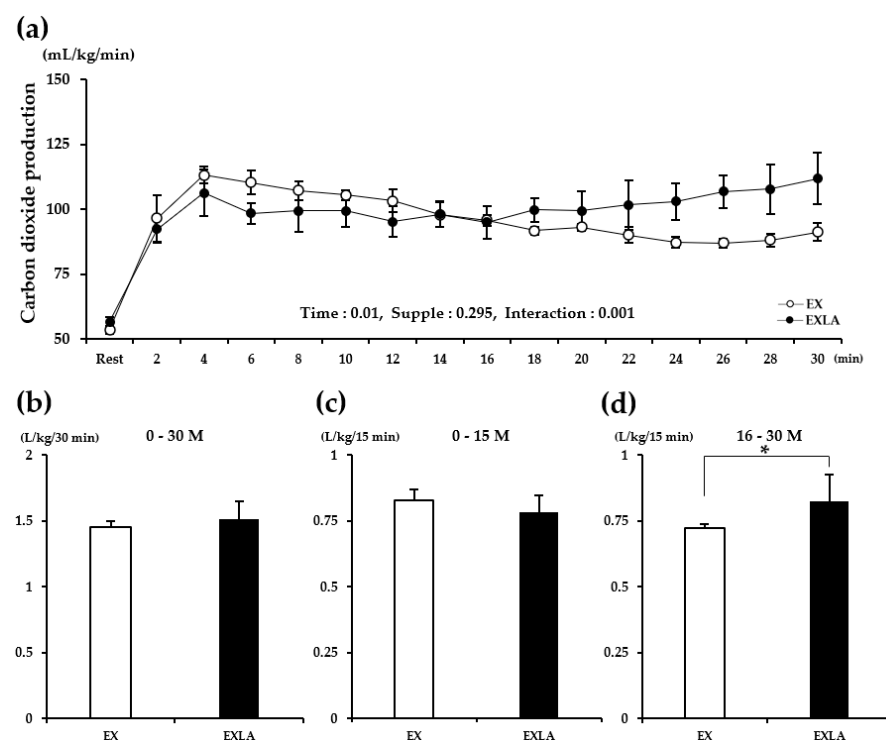 (a)
(mL/kg/min)
Carbon dioxide production
150
125
100
75
50
Time : 0.01, Supple : 0.295, Interaction : 0.001
EX
EXLA
Rest 2 4 6 8 10 12 14 16 18 20 22 24 26 28 30 (min)
(b)
(L/kg/30 min) 0 - 30 M
2
1.5
1
0.5
0
EX EXLA
(c)
(L/kg/15 min) 0 - 15 M
1
0.75
0.5
0.25
0
EX EXLA
(d)
(L/kg/15 min) 16 - 30 M
*
1
0.75
0.5
0.25
0
EX EXLA